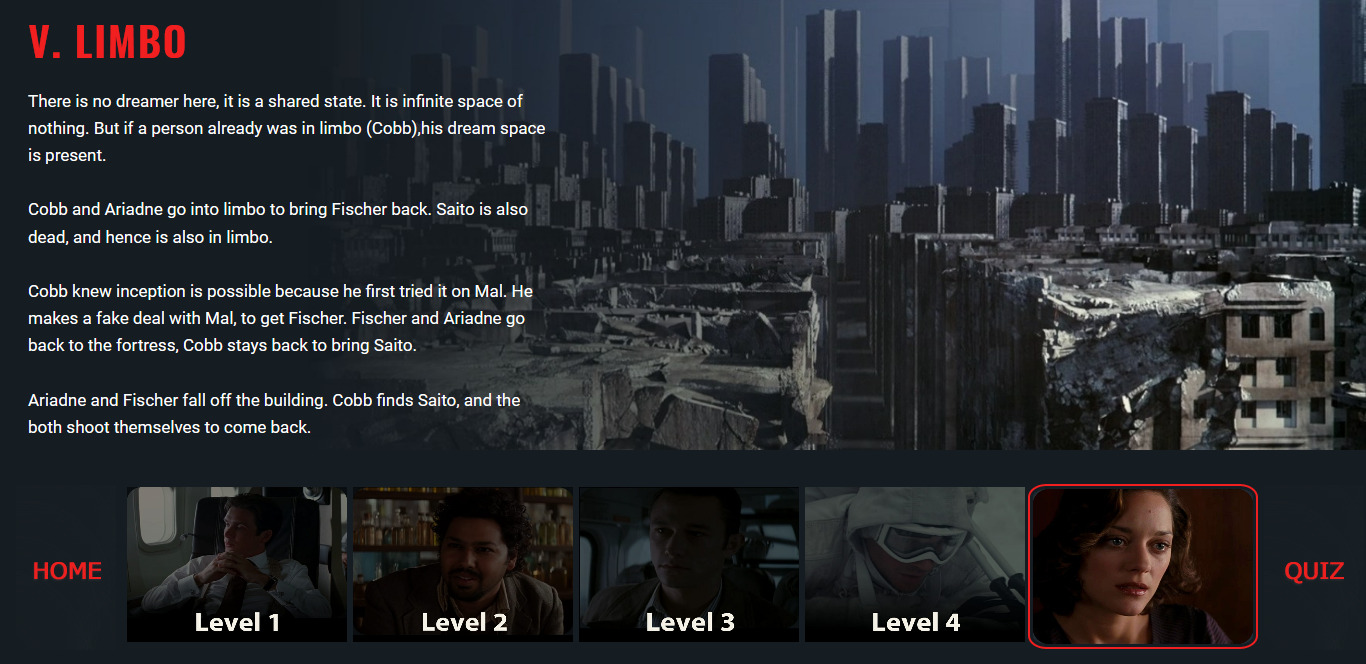 V. LIMBO
There is no dreamer here, it is a shared state. It is infinite space of
nothing. But if a person already was in limbo (Cobb),his dream space
is present.
Cobb and Ariadne go into limbo to bring Fischer back. Saito is also
dead, and hence is also in limbo.
Cobb knew inception is possible because he first tried it on Mal. He
makes a fake deal with Mal, to get Fischer. Fischer and Ariadne go
back to the fortress, Cobb stays back to bring Saito.
Ariadne and Fischer fall off the building. Cobb finds Saito, and the
both shoot themselves to come back.
HOME
Level 1
Level 2
Level 3
Level 4
QUIZ